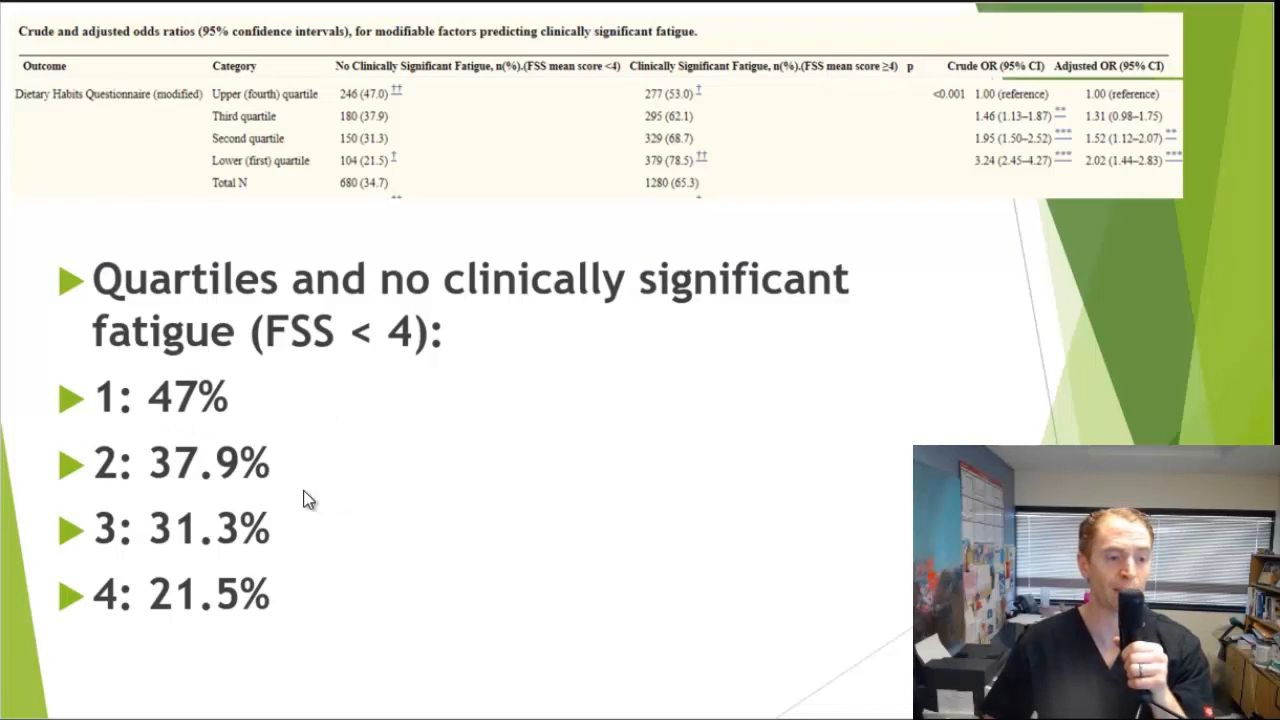 Crude and adjusted odds ratios (95% confidence intervals), for modifiable factors predicting clinically significant fatigue.
Outcome Category No Clinically Significant Fatigue, n(%).(FSS mean score <4) Clinically Significant Fatigue, n(%).(FSS mean score ≥4) p Crude OR (95% CI) Adjusted OR (95% CI)
Dietary Habits Questionnaire (modified) Upper (fourth) quartile 246 (47.0) †† 277 (53.0) † <0.001 1.00 (reference) 1.00 (reference)
Third quartile 180 (37.9) 295 (62.1) 1.46 (1.13–1.87) ** 1.31 (0.98–1.75)
Second quartile 150 (31.3) 329 (68.7) 1.95 (1.50–2.52) *** 1.52 (1.12–2.07) **
Lower (first) quartile 104 (21.5) † 379 (78.5) †† 3.24 (2.45–4.27) *** 2.02 (1.44–2.83) ***
Total N 680 (34.7) 1280 (65.3)
Quartiles and no clinically significant
fatigue (FSS < 4):
1: 47%
2: 37.9%
3: 31.3%
4: 21.5%